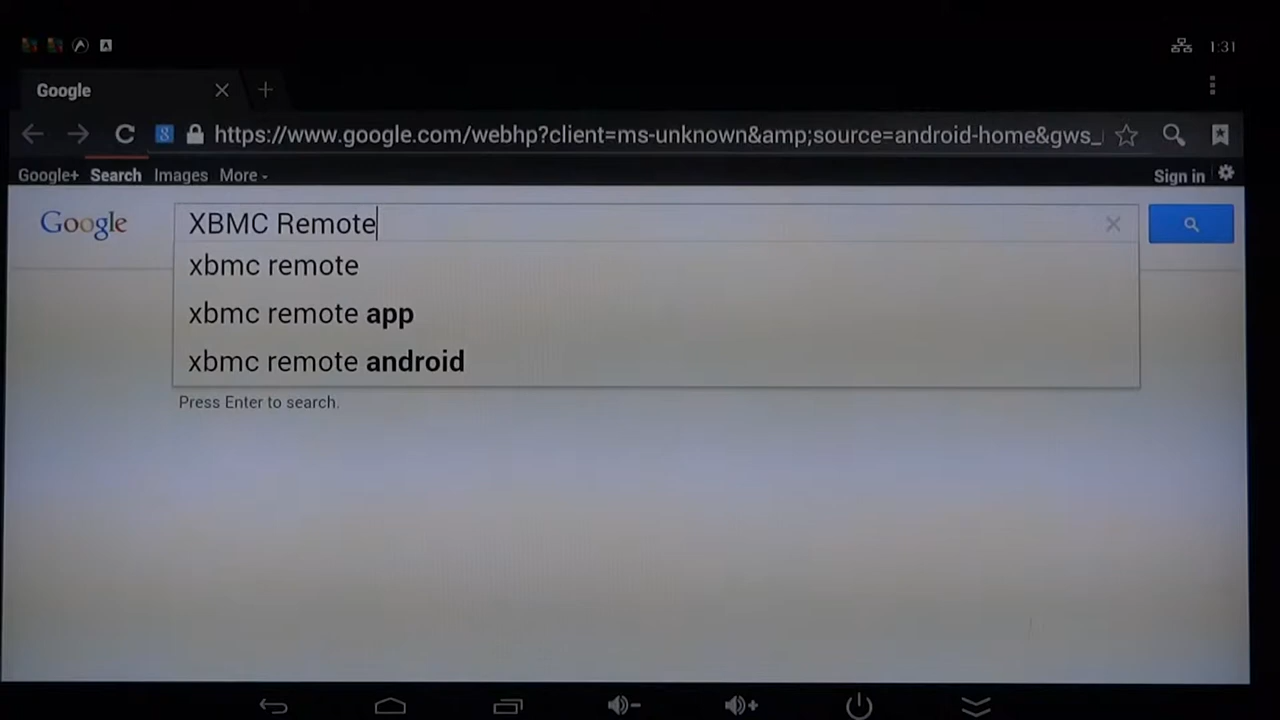 1:31
Google
https://www.google.com/webhp?client=ms-unknown&amp;source=android-home&gws_
Google+ Search Images More
Sign in
Google XBMC Remote
xbmc remote
xbmc remote app
xbmc remote android
Press Enter to search.